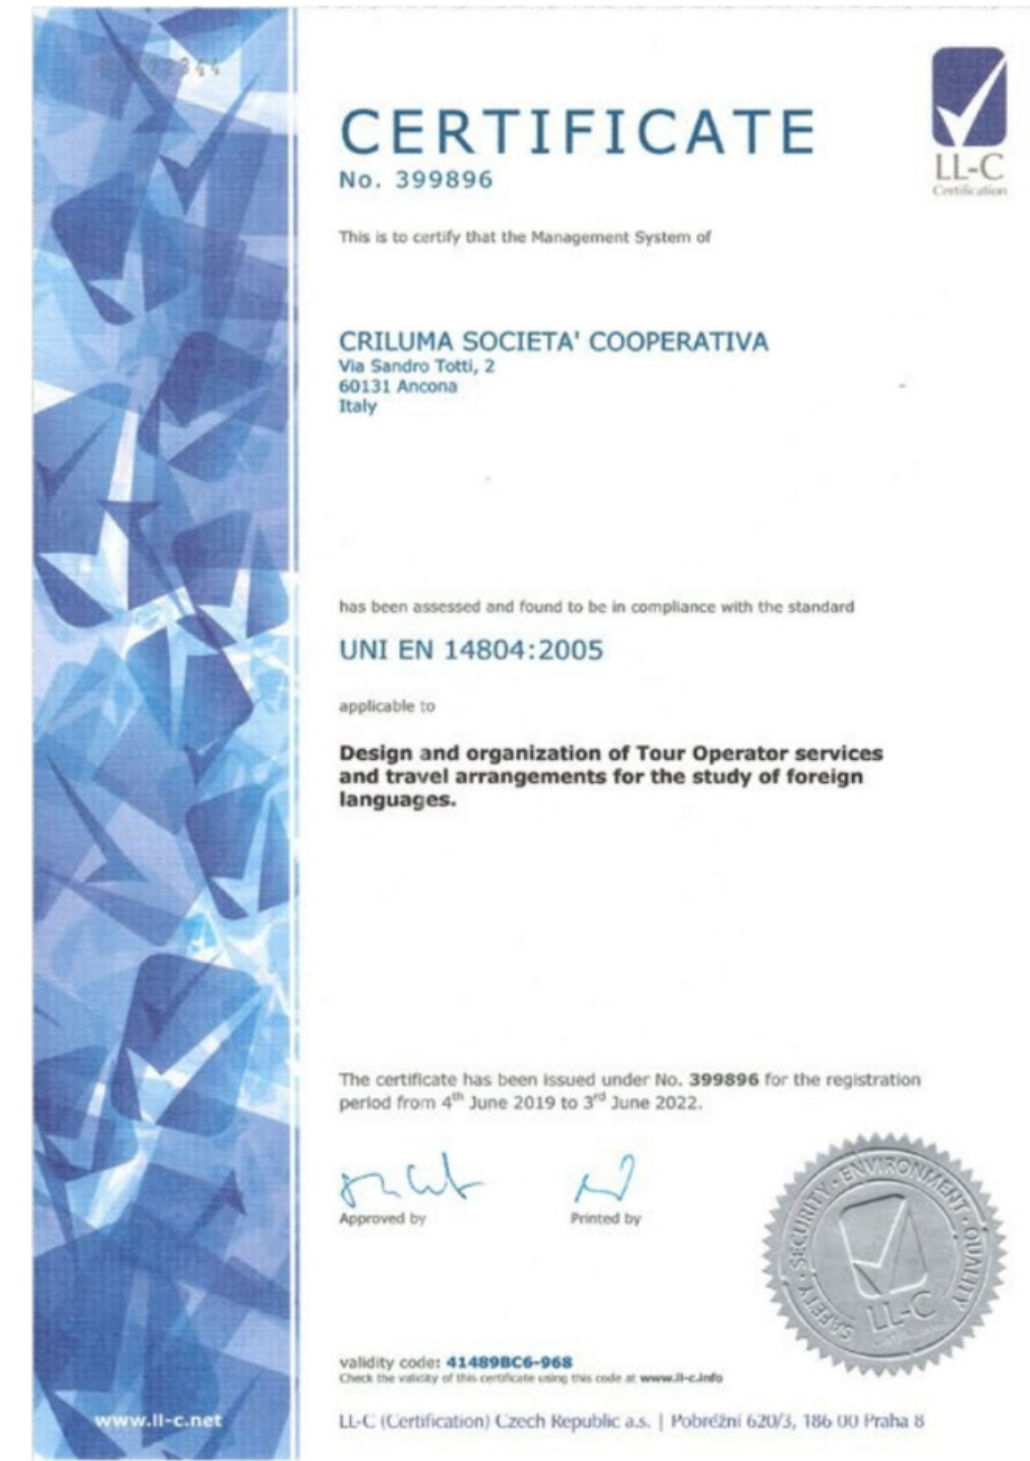 CERTIFICATE
No. 399896
LL-C
Certification
This is to certify that the Management System of
CRILUMA SOCIETA' COOPERATIVA
Via Sandro Totti, 2
60131 Ancona
Italy
has been assessed and found to be in compliance with the standard
UNI EN 14804:2005
applicable to
Design and organization of Tour Operator services
and travel arrangements for the study of foreign
languages.
The certificate has been issued under No. 399896 for the registration
period from 4th June 2019 to 3rd June 2022.
Approved by
Printed by
SAFETY · SECURITY · ENVIRONMENT · QUALITY
LL-C
validity code: 41489BC6-968
Check the validity of this certificate using this code at www.ll-c.info
www.ll-c.net
LL-C (Certification) Czech Republic a.s. | Pobřežní 620/3, 186 00 Praha 8